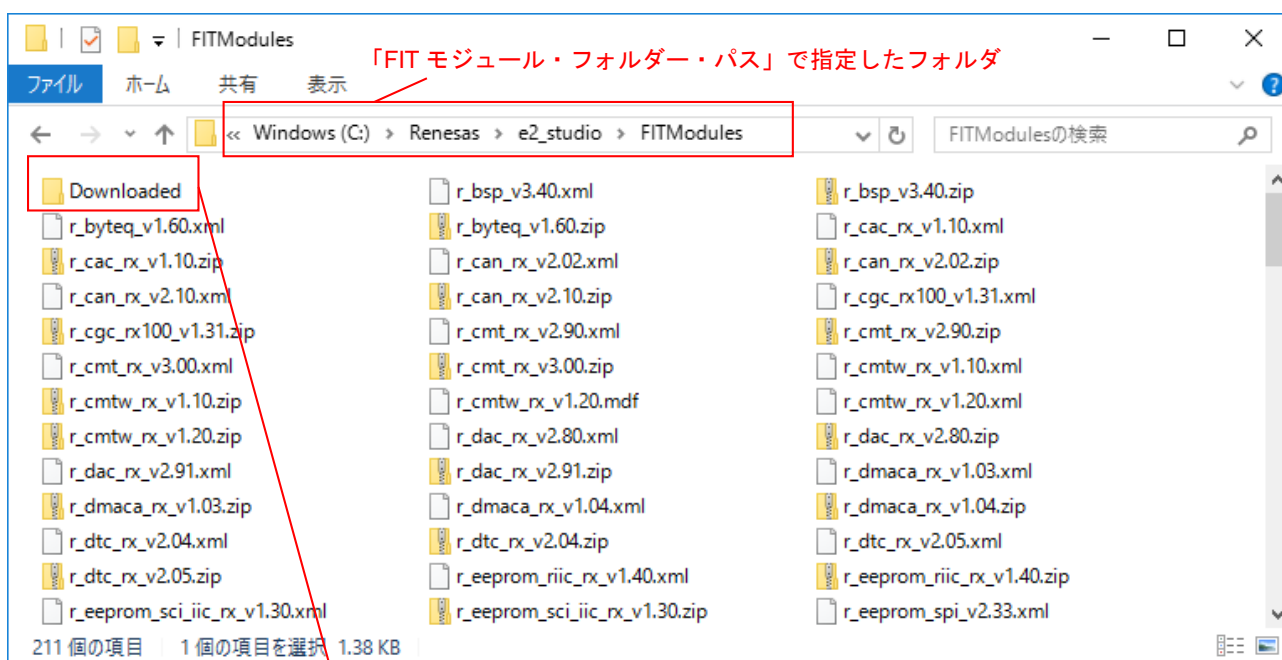 FITModules
「FIT モジュール・フォルダー・パス」で指定したフォルダ
ファイル ホーム 共有 表示
« Windows (C:) › Renesas › e2_studio › FITModules FITModulesの検索
Downloaded r_bsp_v3.40.xml r_bsp_v3.40.zip
r_byteq_v1.60.xml r_byteq_v1.60.zip r_cac_rx_v1.10.xml
r_cac_rx_v1.10.zip r_can_rx_v2.02.xml r_can_rx_v2.02.zip
r_can_rx_v2.10.xml r_can_rx_v2.10.zip r_cgc_rx100_v1.31.xml
r_cgc_rx100_v1.31.zip r_cmt_rx_v2.90.xml r_cmt_rx_v2.90.zip
r_cmt_rx_v3.00.xml r_cmt_rx_v3.00.zip r_cmtw_rx_v1.10.xml
r_cmtw_rx_v1.10.zip r_cmtw_rx_v1.20.mdf r_cmtw_rx_v1.20.xml
r_cmtw_rx_v1.20.zip r_dac_rx_v2.80.xml r_dac_rx_v2.80.zip
r_dac_rx_v2.91.xml r_dac_rx_v2.91.zip r_dmaca_rx_v1.03.xml
r_dmaca_rx_v1.03.zip r_dmaca_rx_v1.04.xml r_dmaca_rx_v1.04.zip
r_dtc_rx_v2.04.xml r_dtc_rx_v2.04.zip r_dtc_rx_v2.05.xml
r_dtc_rx_v2.05.zip r_eeprom_riic_rx_v1.40.xml r_eeprom_riic_rx_v1.40.zip
r_eeprom_sci_iic_rx_v1.30.xml r_eeprom_sci_iic_rx_v1.30.zip r_eeprom_spi_v2.33.xml
211 個の項目 1 個の項目を選択 1.38 KB